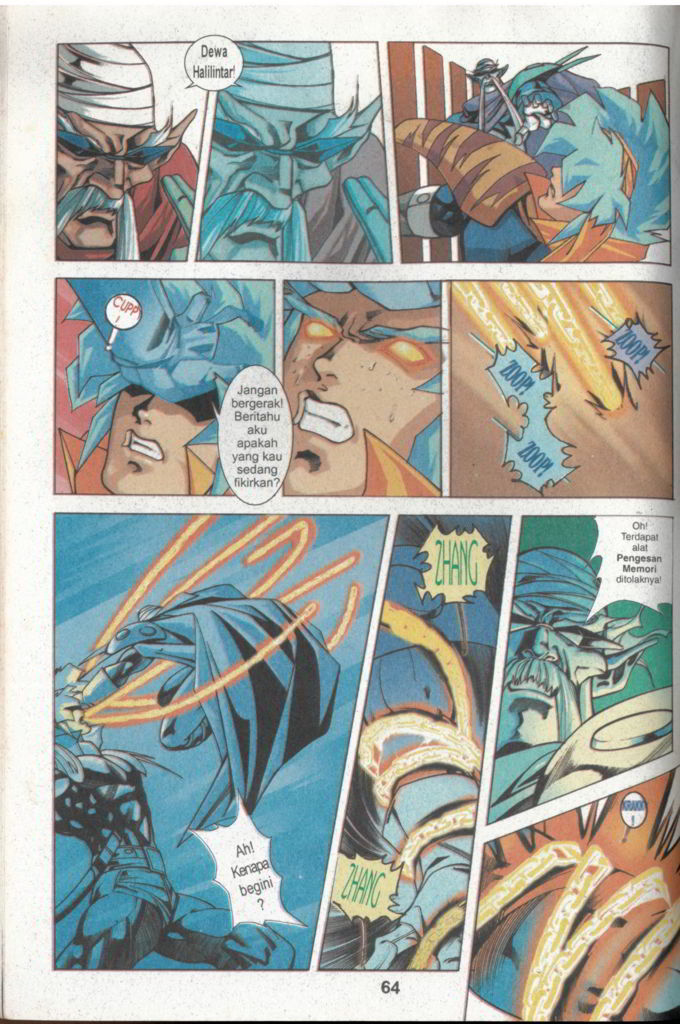 Dewa
Halilintar!
CUPP
!
Jangan
bergerak!
Beritahu
aku
apakah
yang kau
sedang
fikirkan?
ZOOP!
ZOOP!
ZOOP!
Ah!
Kenapa
begini
?
ZHANG
ZHANG
Oh!
Terdapat
alat
Pengesan
Memori
ditolaknya!
KRAKK
!
64